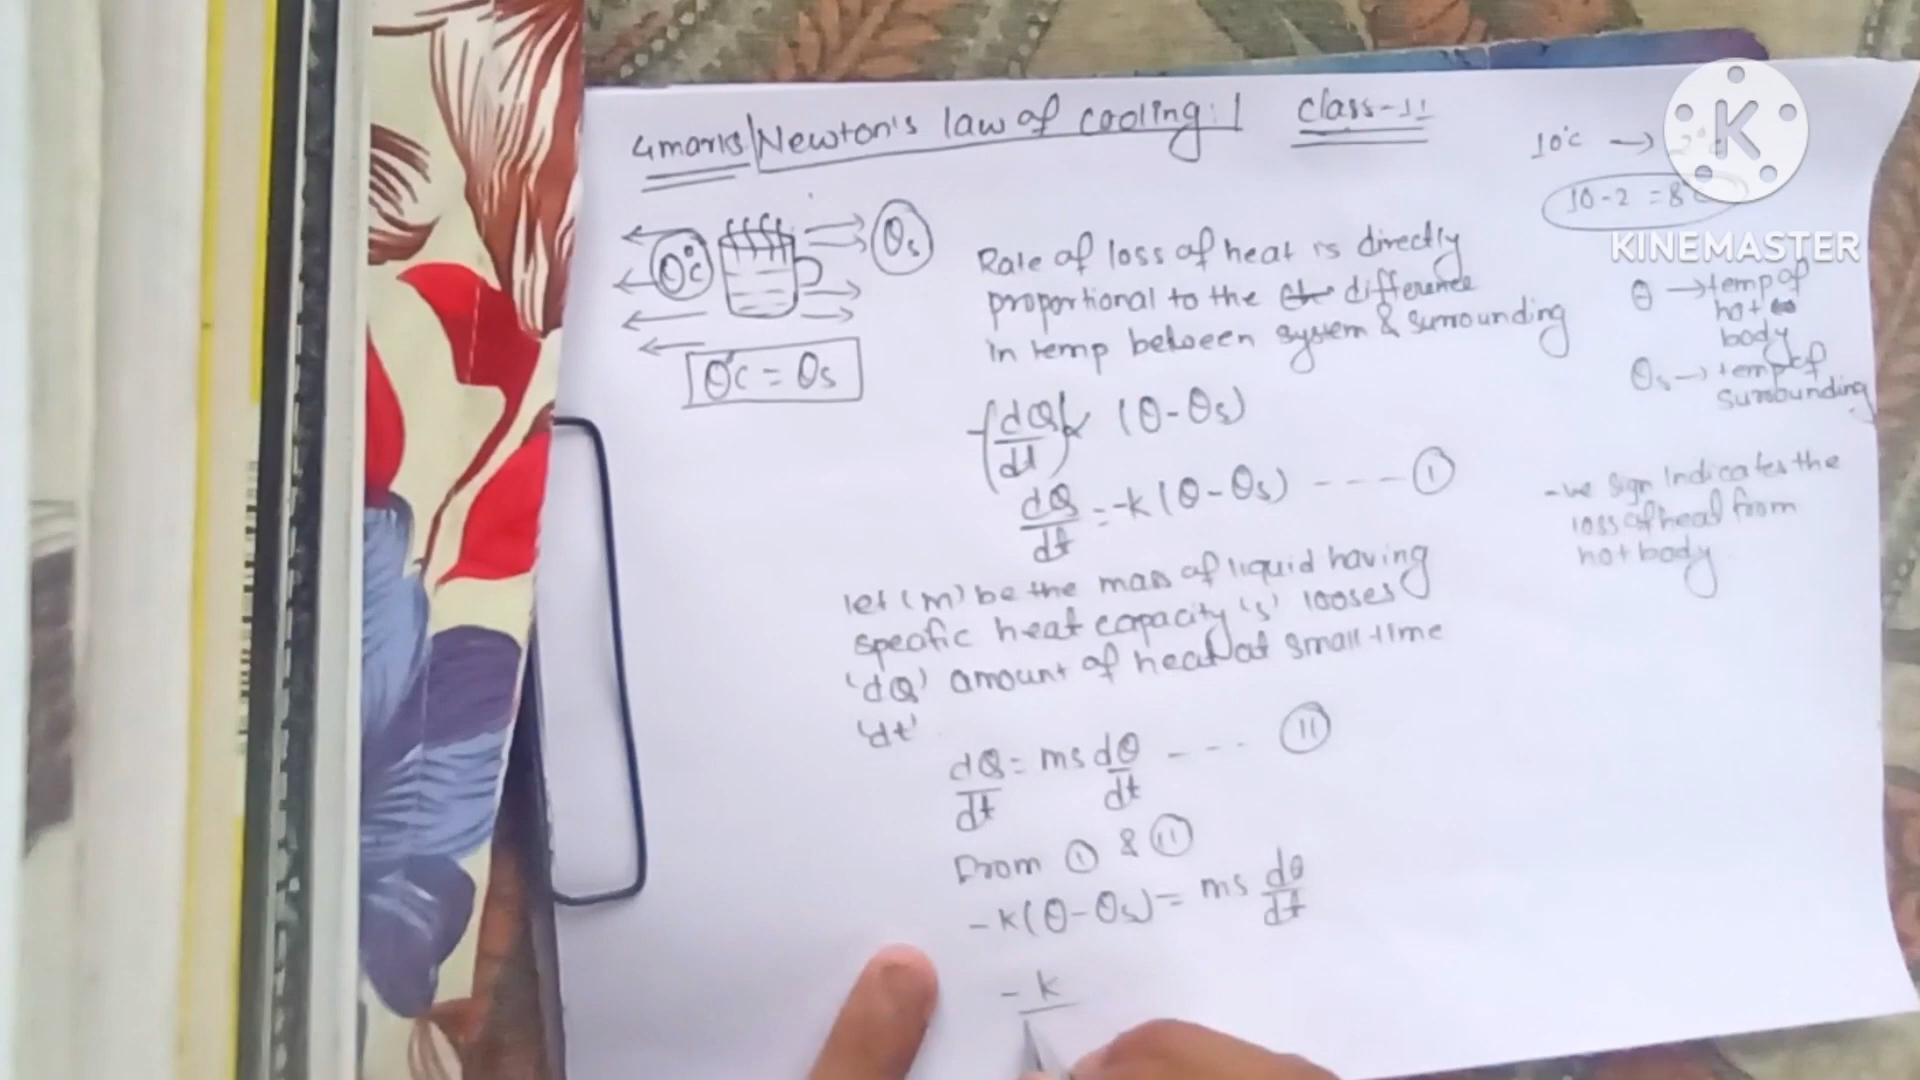 4marks Newton's law of cooling: class-11
10°c →
10-2 = 8
KINEMASTER
θ°c
θs
θ°c = θs
Rate of loss of heat is directly
proportional to the difference
in temp between system & surrounding
θ → temp of
hot
body
θs → temp of
surrounding
-(dQ/dt) ∝ (θ-θs)
dQ/dt = -k(θ-θs) ---- (1)
-ve sign indicates the
loss of heat from
hot body
let (m) be the mass of liquid having
specific heat capacity 's' looses
'dQ' amount of heat at small time
'dt'
dQ/dt = ms dθ/dt --- (11)
From (1) & (11)
-k(θ-θs) = ms dθ/dt
-k